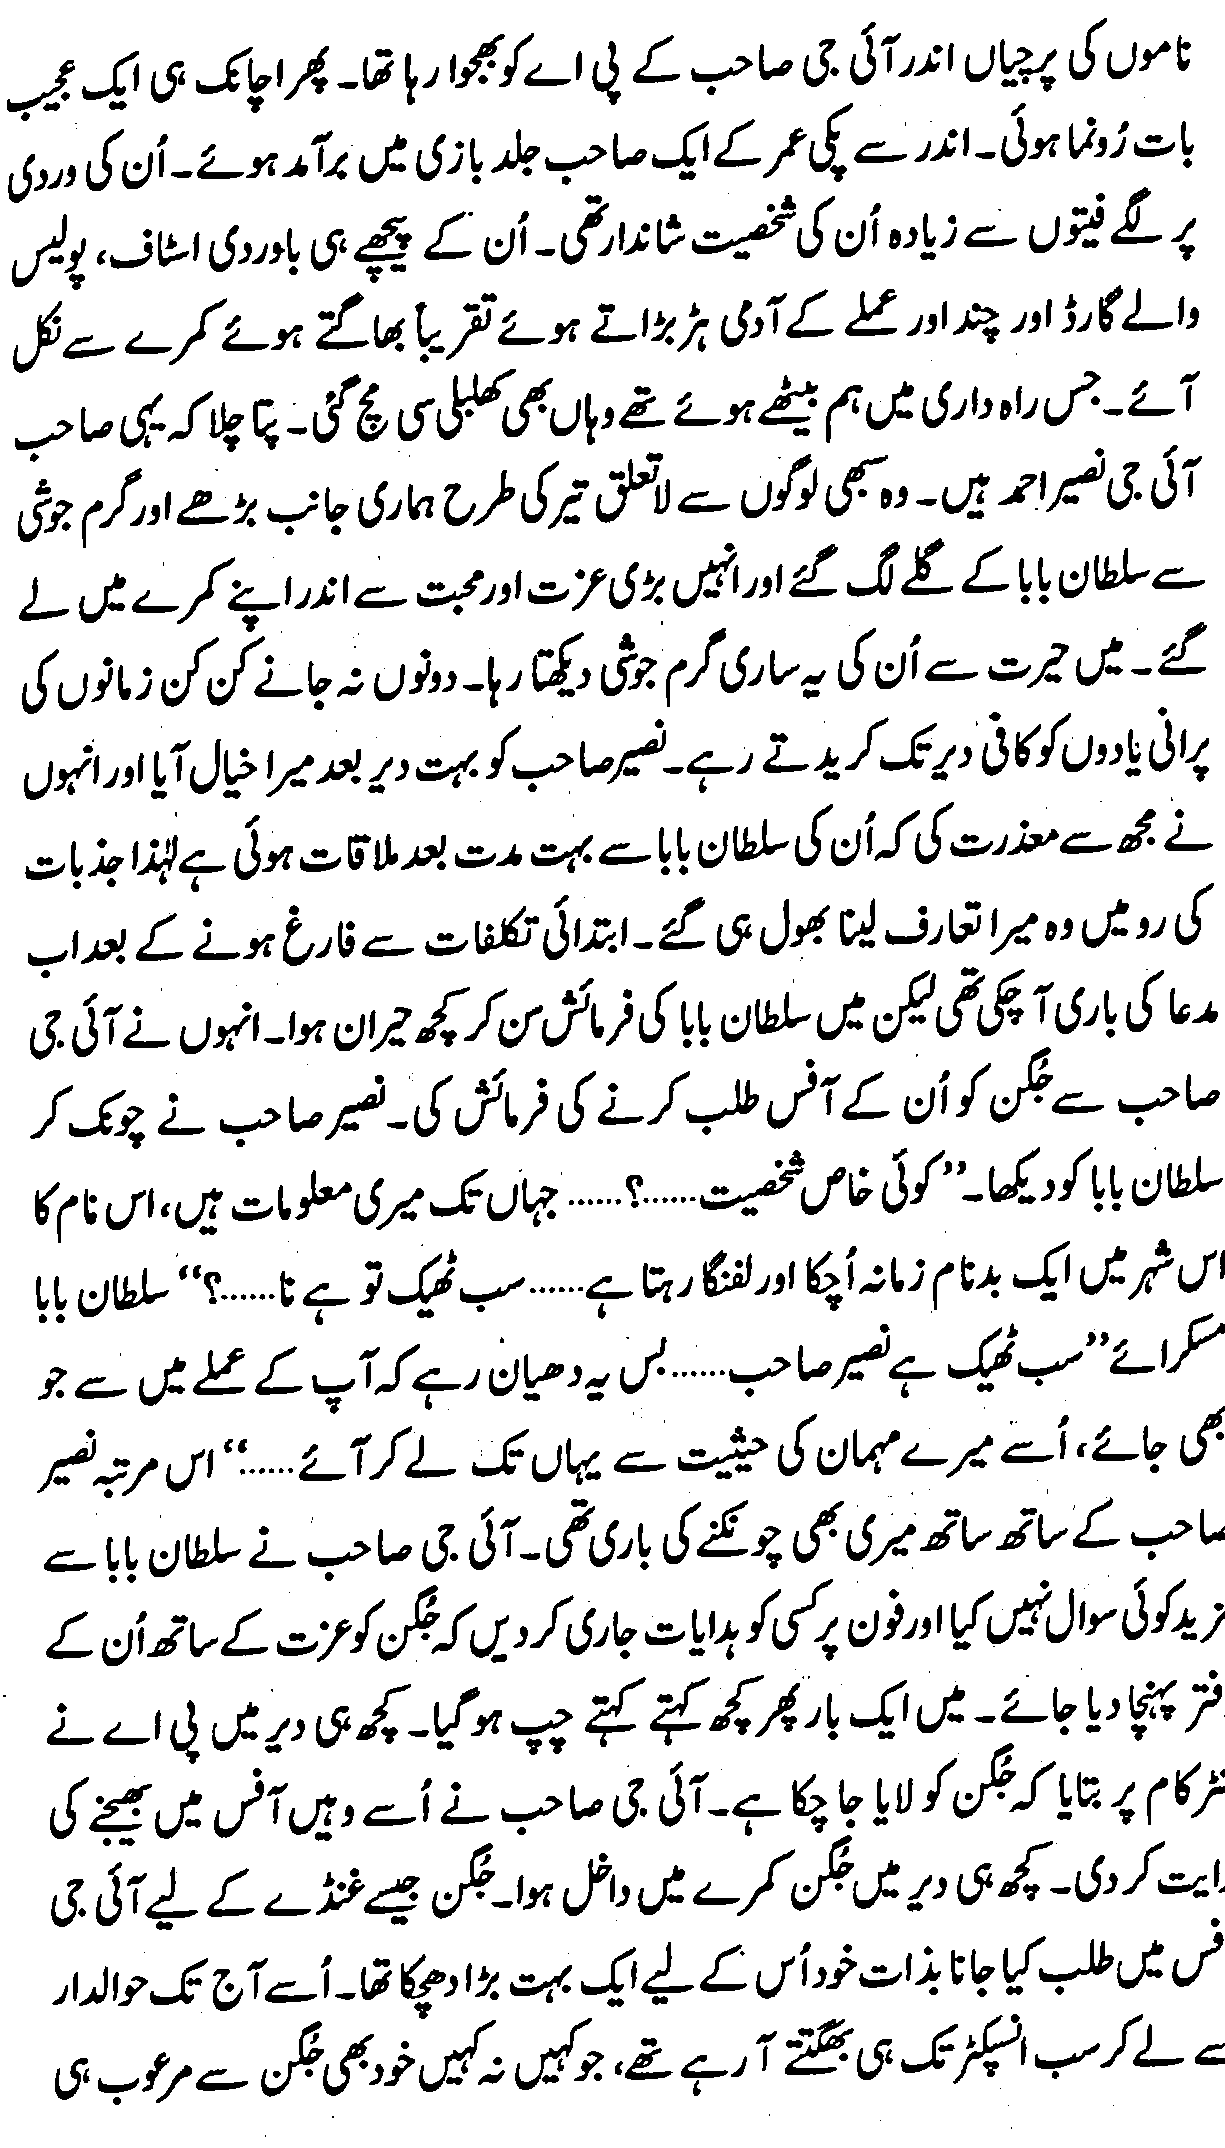 ناموں کی پرچیاں اندر آئی جی صاحب کے پی اے کو بھجوا رہا تھا۔ پھر اچانک ہی ایک عجیب
بات رُونما ہوئی۔ اندر سے پکی عمر کے ایک صاحب جلد بازی میں برآمد ہوئے۔ اُن کی وردی
پر لگے فیتوں سے زیادہ اُن کی شخصیت شاندار تھی۔ اُن کے پیچھے ہی باوردی اسٹاف، پولیس
والے گارڈ اور چند اور عملے کے آدمی ہڑبڑاتے ہوئے تقریباً بھاگتے ہوئے کمرے سے نکل
آئے۔ جس راہ داری میں ہم بیٹھے ہوئے تھے وہاں بھی کھلبلی سی مچ گئی۔ پتا چلا کہ یہی صاحب
آئی جی نصیر احمد ہیں۔ وہ سبھی لوگوں سے لاتعلق تیر کی طرح ہماری جانب بڑھے اور گرم جوشی
سے سلطان بابا کے گلے لگ گئے اور انہیں بڑی عزت اور محبت سے اندر اپنے کمرے میں لے
گئے۔ میں حیرت سے اُن کی یہ ساری گرم جوشی دیکھتا رہا۔ دونوں نہ جانے کن کن زمانوں کی
پرانی یادوں کو کافی دیر تک کریدتے رہے۔ نصیر صاحب کو بہت دیر بعد میرا خیال آیا اور انہوں
نے مجھ سے معذرت کی کہ اُن کی سلطان بابا سے بہت مدت بعد ملاقات ہوئی ہے لہٰذا جذبات
کی رو میں وہ میرا تعارف لینا بھول ہی گئے۔ ابتدائی تکلفات سے فارغ ہونے کے بعد اب
مدعا کی باری آ چکی تھی لیکن میں سلطان بابا کی فرمائش سن کر کچھ حیران ہوا۔ انہوں نے آئی جی
صاحب سے جُگن کو اُن کے آفس طلب کرنے کی فرمائش کی۔ نصیر صاحب نے چونک کر
سلطان بابا کو دیکھا۔ ”کوئی خاص شخصیت......؟...... جہاں تک میری معلومات ہیں، اس نام کا
اس شہر میں ایک بدنام زمانہ اُچکا اور لفنگا رہتا ہے...... سب ٹھیک تو ہے نا......؟“ سلطان بابا
مسکرائے ”سب ٹھیک ہے نصیر صاحب...... بس یہ دھیان رہے کہ آپ کے عملے میں سے جو
بھی جائے، اُسے میرے مہمان کی حیثیت سے یہاں تک لے کر آئے......“ اس مرتبہ نصیر
صاحب کے ساتھ ساتھ میری بھی چونکنے کی باری تھی۔ آئی جی صاحب نے سلطان بابا سے
زید کوئی سوال نہیں کیا اور فون پر کسی کو ہدایات جاری کر دیں کہ جُگن کو عزت کے ساتھ اُن کے
فتر پہنچا دیا جائے۔ میں ایک بار پھر کچھ کہتے کہتے چپ ہو گیا۔ کچھ ہی دیر میں پی اے نے
نٹر کام پر بتایا کہ جُگن کو لایا جا چکا ہے۔ آئی جی صاحب نے اُسے وہیں آفس میں بھیجنے کی
ایت کر دی۔ کچھ ہی دیر میں جُگن کمرے میں داخل ہوا۔ جُگن جیسے غنڈے کے لیے آئی جی
فس میں طلب کیا جانا بذات خود اُس کے لیے ایک بہت بڑا دھچکا تھا۔ اُسے آج تک حوالدار
سے لے کر سب انسپکٹر تک ہی بھگتتے آ رہے تھے، جو کہیں نہ کہیں خود بھی جُگن سے مرعوب ہی